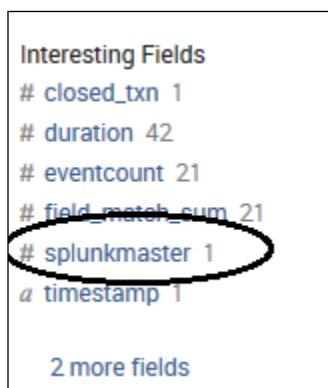 Interesting Fields
# closed_txn 1
# duration 42
# eventcount 21
# field_match_sum 21
# splunkmaster 1
a timestamp 1
2 more fields